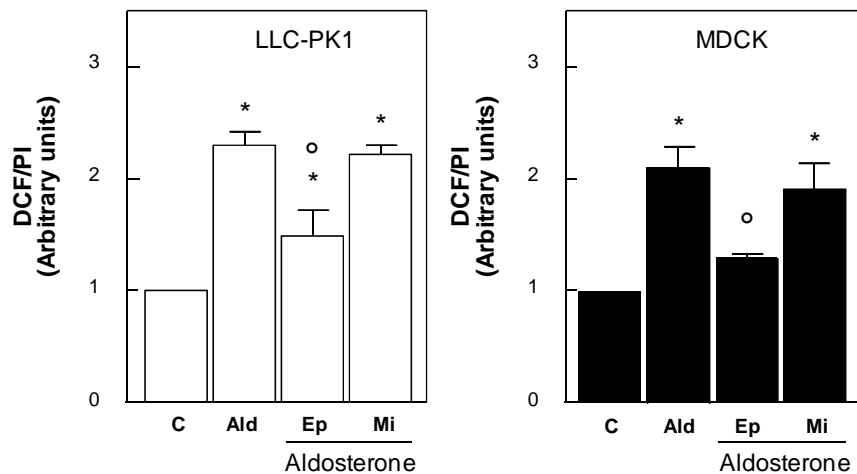 LLC-PK1
DCF/PI
(Arbitrary units)
3
2
1
0
*
*
*
C Ald Ep Mi
Aldosterone
MDCK
DCF/PI
(Arbitrary units)
3
2
1
0
*
*
C Ald Ep Mi
Aldosterone